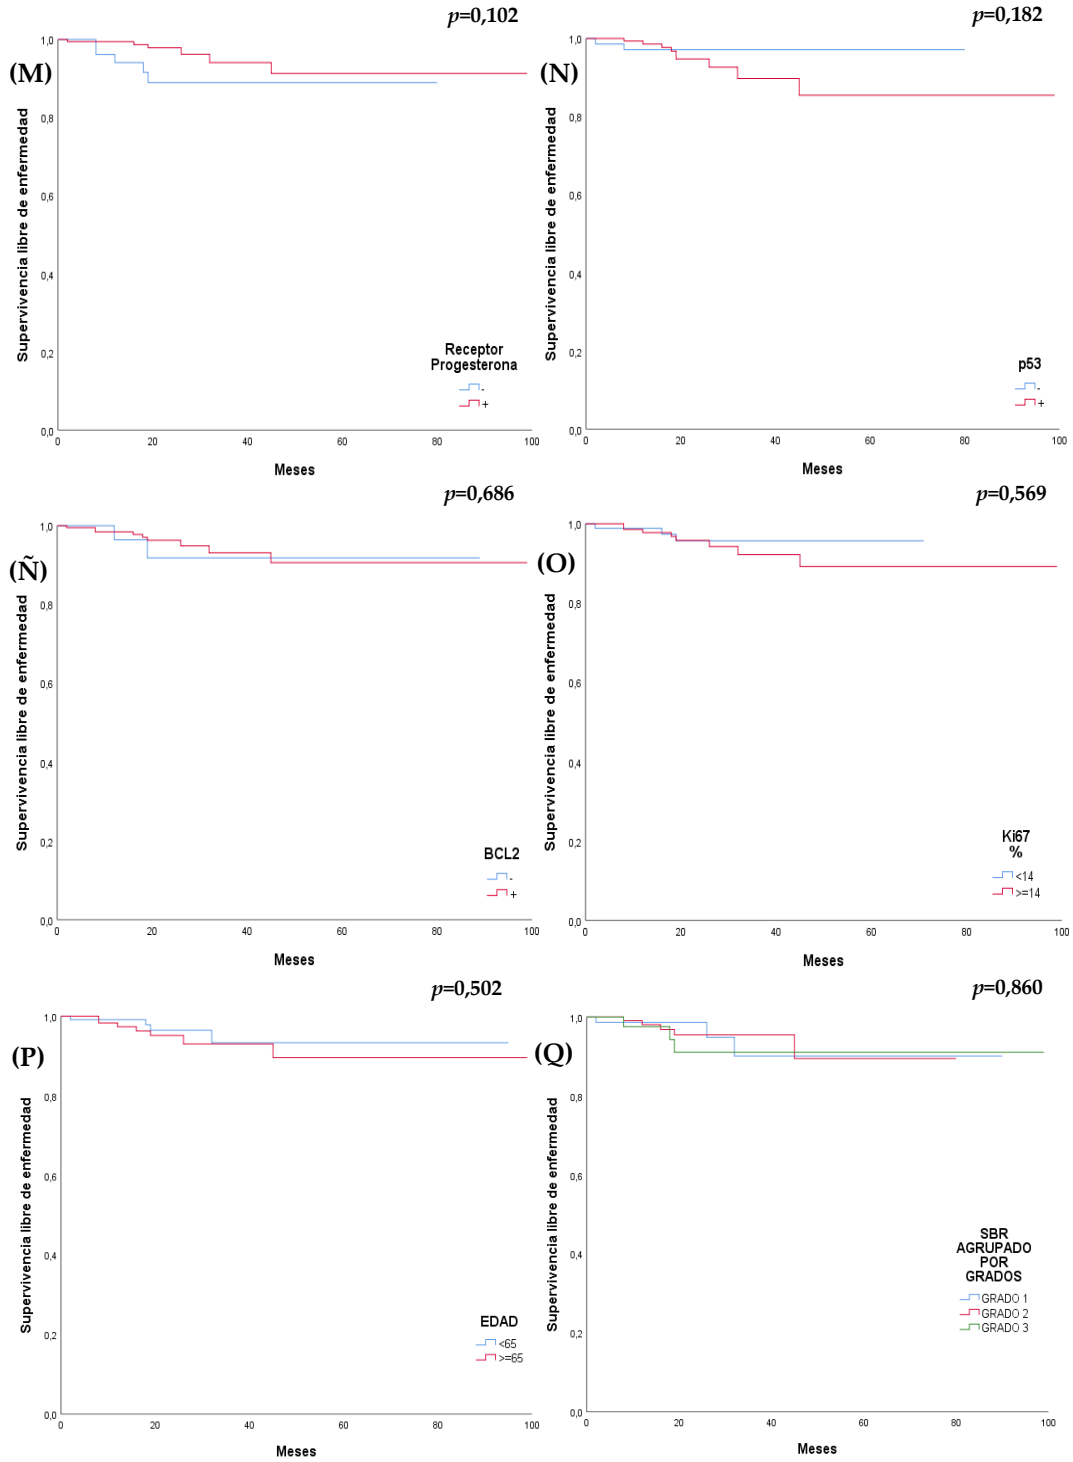 p=0,102
(M)
Supervivencia libre de enfermedad
1,0
0,8
0,6
0,4
0,2
0,0
0 20 40 60 80 100
Meses
Receptor
Progesterona
-
+
p=0,182
(N)
Supervivencia libre de enfermedad
1,0
0,8
0,6
0,4
0,2
0,0
0 20 40 60 80 100
Meses
p53
-
+
p=0,686
(Ñ)
Supervivencia libre de enfermedad
1,0
0,8
0,6
0,4
0,2
0,0
0 20 40 60 80 100
Meses
BCL2
-
+
p=0,569
(O)
Supervivencia libre de enfermedad
1,0
0,8
0,6
0,4
0,2
0,0
0 20 40 60 80 100
Meses
Ki67
%
<14
>=14
p=0,502
(P)
Supervivencia libre de enfermedad
1,0
0,8
0,6
0,4
0,2
0,0
0 20 40 60 80 100
Meses
EDAD
<65
>=65
p=0,860
(Q)
Supervivencia libre de enfermedad
1,0
0,8
0,6
0,4
0,2
0,0
0 20 40 60 80 100
Meses
SBR
AGRUPADO
POR
GRADOS
GRADO 1
GRADO 2
GRADO 3